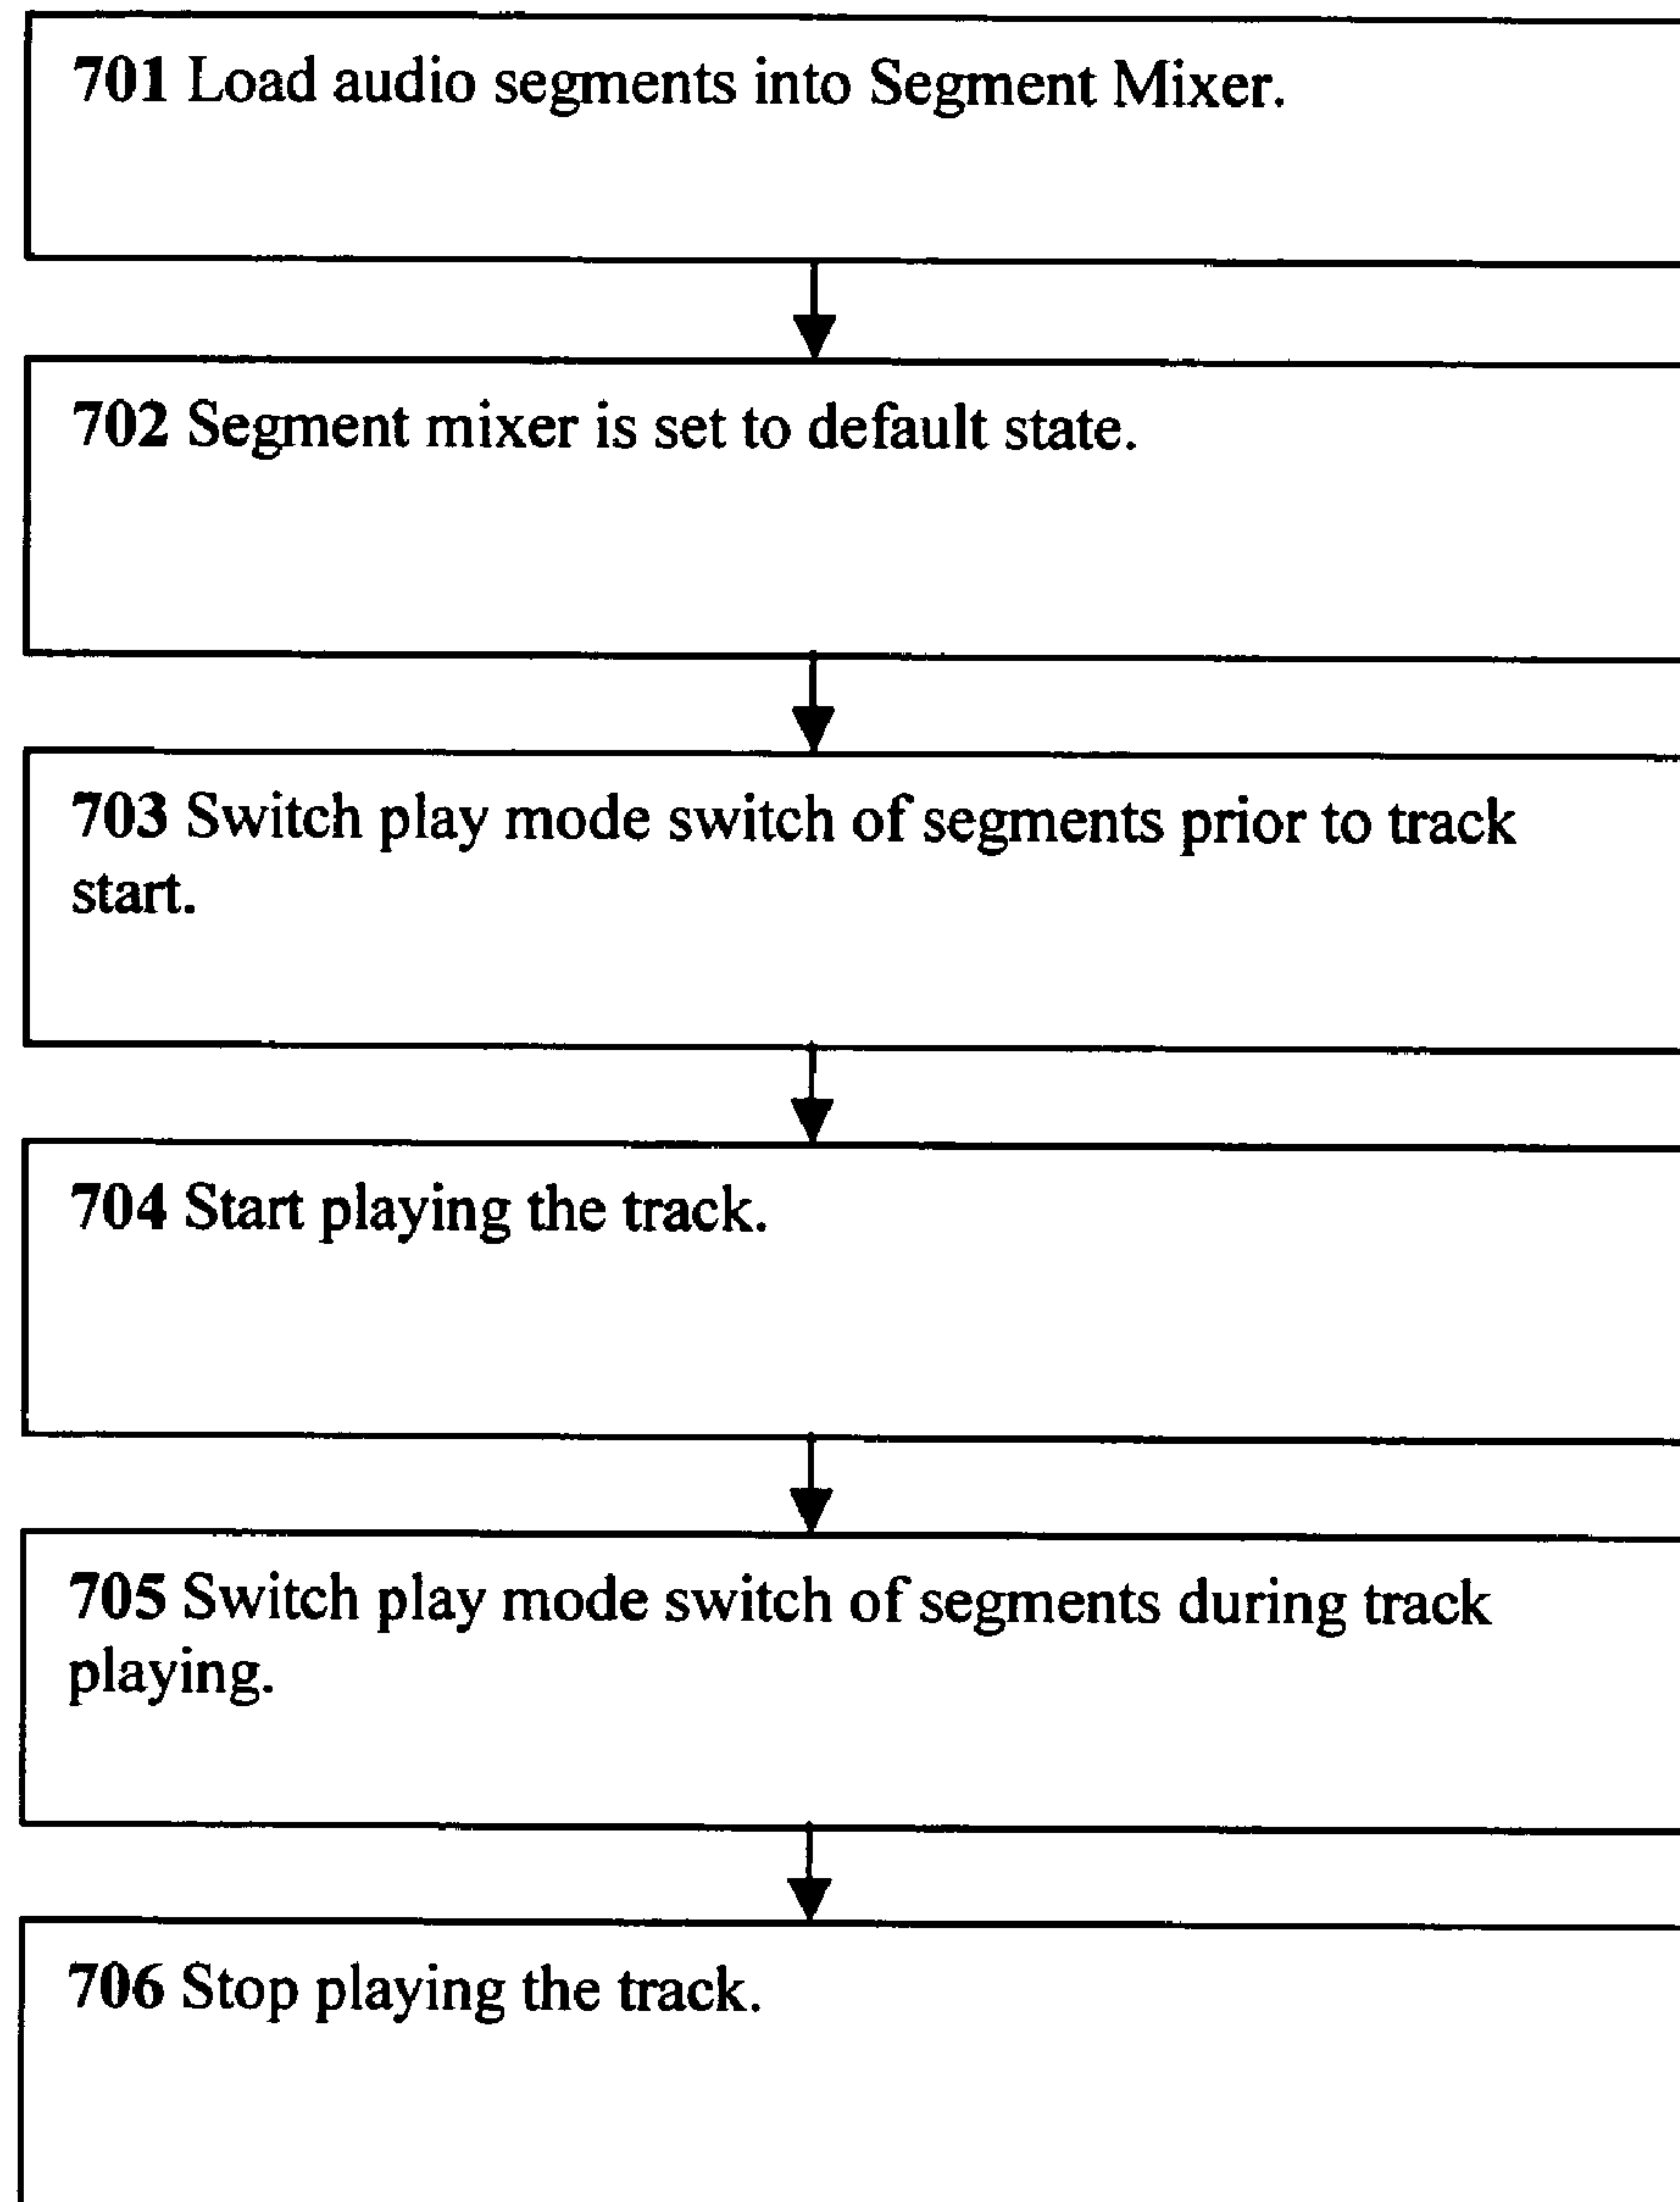 701 Load audio segments into Segment Mixer.
702 Segment mixer is set to default state.
703 Switch play mode switch of segments prior to track
start.
704 Start playing the track.
705 Switch play mode switch of segments during track
playing.
706 Stop playing the track.